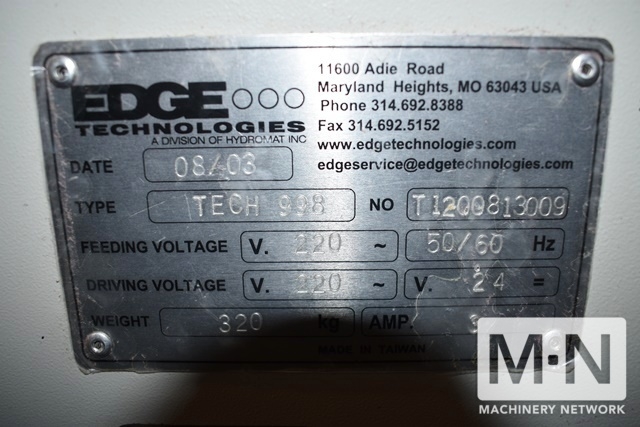 11600 Adie Road
Maryland Heights, MO 63043 USA
EDGE
Phone 314.692.8388
TECHNOLOGIES
Fax 314.692.5152
A DIVISION OF HYDROMAT INC
www.edgetechnologies.com
edgeservice@edgetechnologies.com
DATE 08/03
TYPE TECH 998 NO T1200813009
FEEDING VOLTAGE V. 220 ~ 50/60 Hz
DRIVING VOLTAGE V. 220 ~ V. 24 =
WEIGHT 320 kg AMP.
MADE IN TAIWAN
M·N
MACHINERY NETWORK